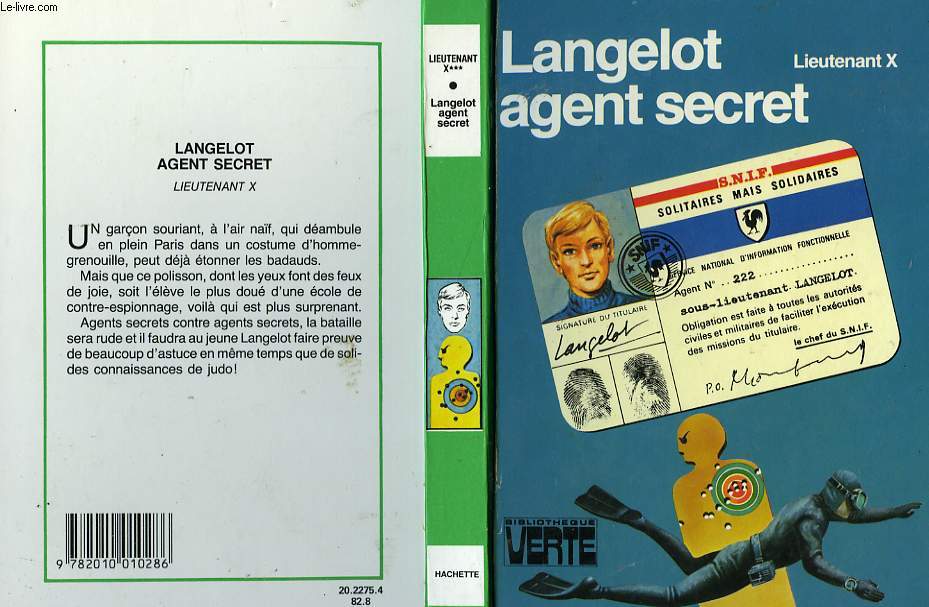 Le-livre.com
LANGELOT
AGENT SECRET
LIEUTENANT X
UN garçon souriant, à l'air naïf, qui déambule
en plein Paris dans un costume d'homme-
grenouille, peut déjà étonner les badauds.
Mais que ce polisson, dont les yeux font des feux
de joie, soit l'élève le plus doué d'une école de
contre-espionnage, voilà qui est plus surprenant.
Agents secrets contre agents secrets, la bataille
sera rude et il faudra au jeune Langelot faire preuve
de beaucoup d'astuce en même temps que de soli-
des connaissances de judo!
9 782010 010286
20.2275.4
82.8
LIEUTENANT
X***
Langelot
agent
secret
HACHETTE
Langelot
agent secret
Lieutenant X
S.N.I.F.
SOLITAIRES MAIS SOLIDAIRES
SNIF
SERVICE NATIONAL D'INFORMATION FONCTIONNELLE
Agent N° ..222..................
sous-lieutenant LANGELOT.
Obligation est faite à toutes les autorités
civiles et militaires de faciliter l'exécution
des missions du titulaire.
le chef du S.N.I.F.
P.O.
SIGNATURE DU TITULAIRE
Langelot
BIBLIOTHEQUE
VERTE